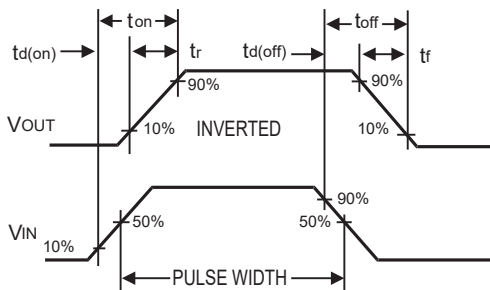 ton
toff
td(on)
tr
td(off)
tf
90%
90%
VOUT
10%
INVERTED
10%
90%
50%
50%
VIN
10%
PULSE WIDTH